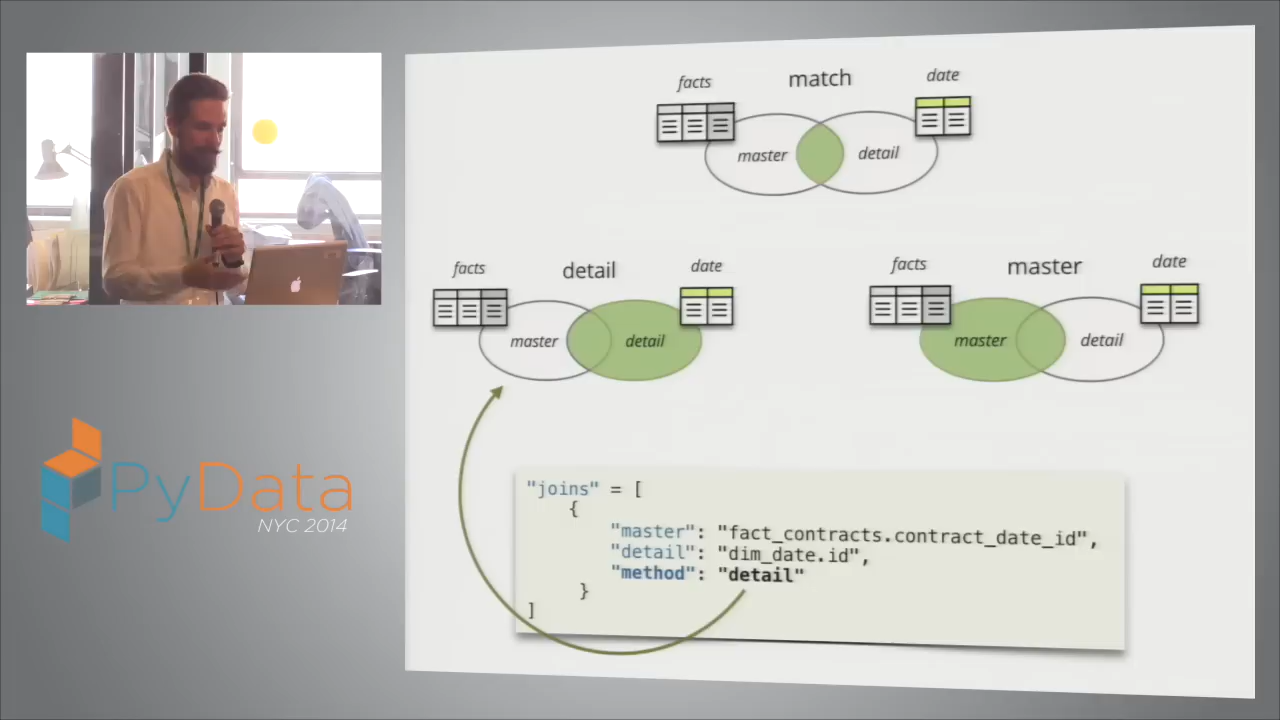 facts
match
date
master
detail
facts
detail
date
master
detail
facts
master
date
master
detail
"joins" = [
{
"master": "fact_contracts.contract_date_id",
"detail": "dim_date.id",
"method": "detail"
}
]
PyData
NYC 2014